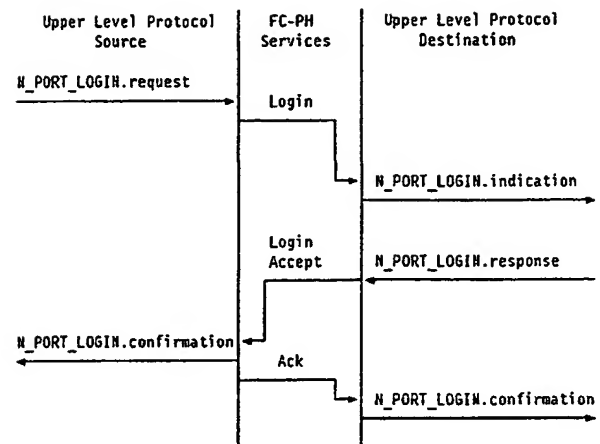 Upper Level Protocol
Source
FC-PH
Services
Upper Level Protocol
Destination
N_PORT_LOGIN.request
Login
N_PORT_LOGIN.indication
Login
Accept
N_PORT_LOGIN.response
N_PORT_LOGIN.confirmation
Ack
N_PORT_LOGIN.confirmation